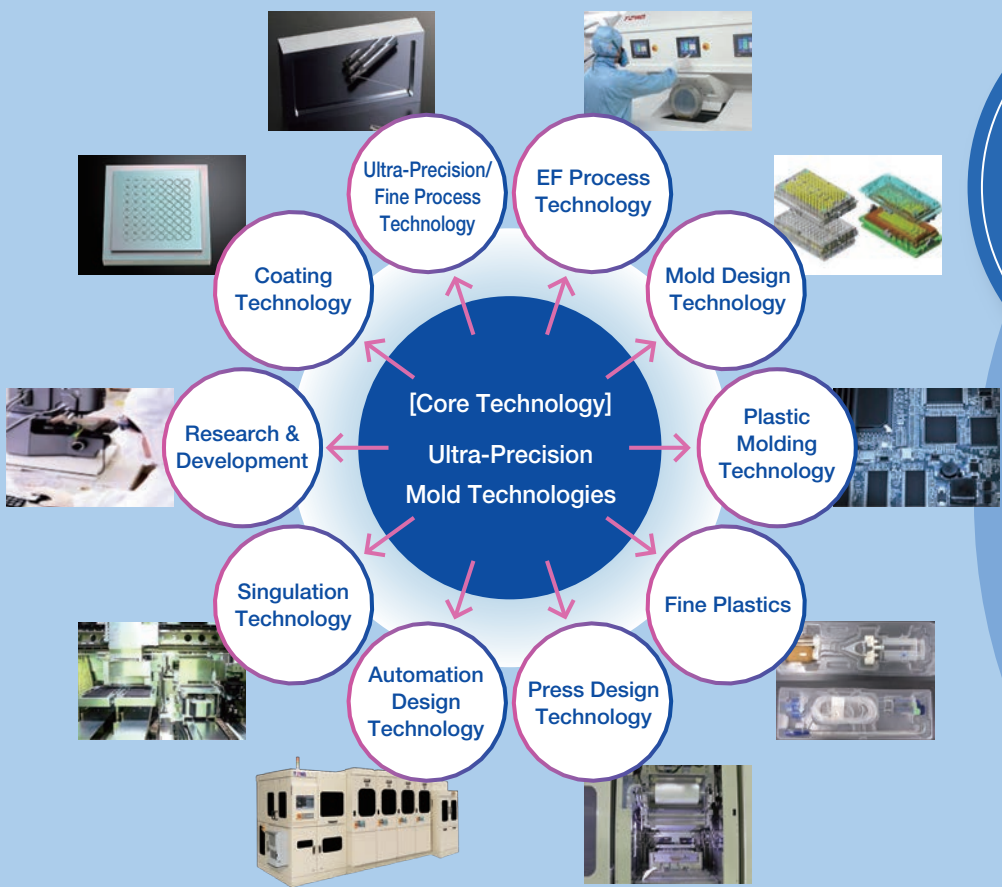 Ultra-Precision/
Fine Process
Technology
EF Process
Technology
Coating
Technology
Mold Design
Technology
[Core Technology]
Ultra-Precision
Mold Technologies
Research &
Development
Plastic
Molding
Technology
Singulation
Technology
Fine Plastics
Automation
Design
Technology
Press Design
Technology